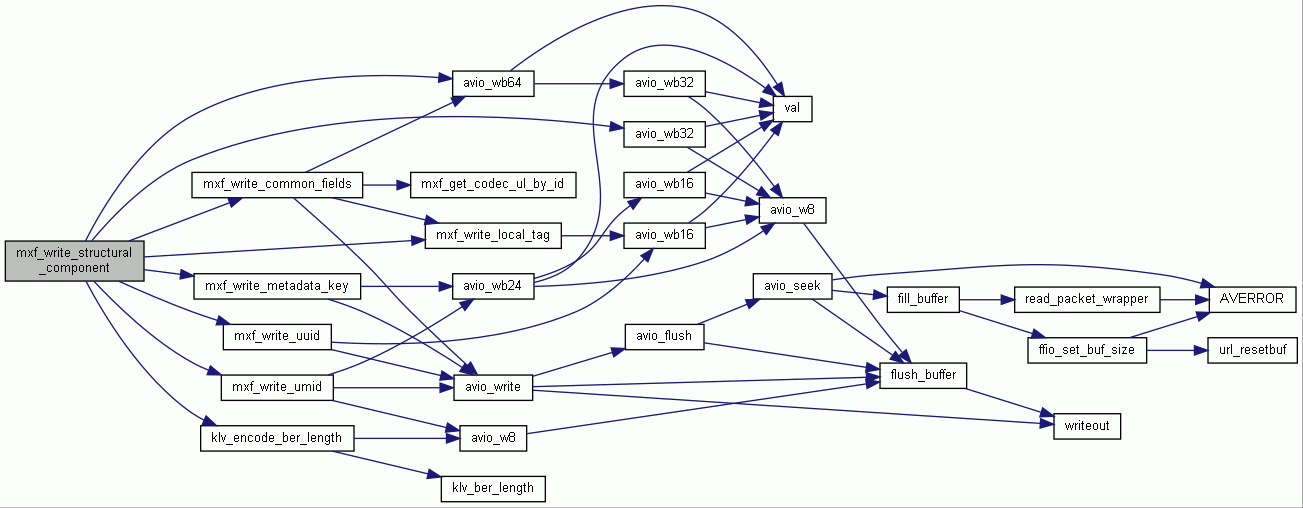 mxf_write_structural
_component
avio_wb64
avio_wb32
val
avio_wb32
mxf_write_common_fields
mxf_get_codec_ul_by_id
avio_wb16
avio_w8
mxf_write_local_tag
avio_wb16
mxf_write_metadata_key
avio_wb24
avio_seek
fill_buffer
read_packet_wrapper
AVERROR
mxf_write_uuid
avio_flush
ffio_set_buf_size
url_resetbuf
mxf_write_umid
avio_write
flush_buffer
writeout
klv_encode_ber_length
avio_w8
klv_ber_length